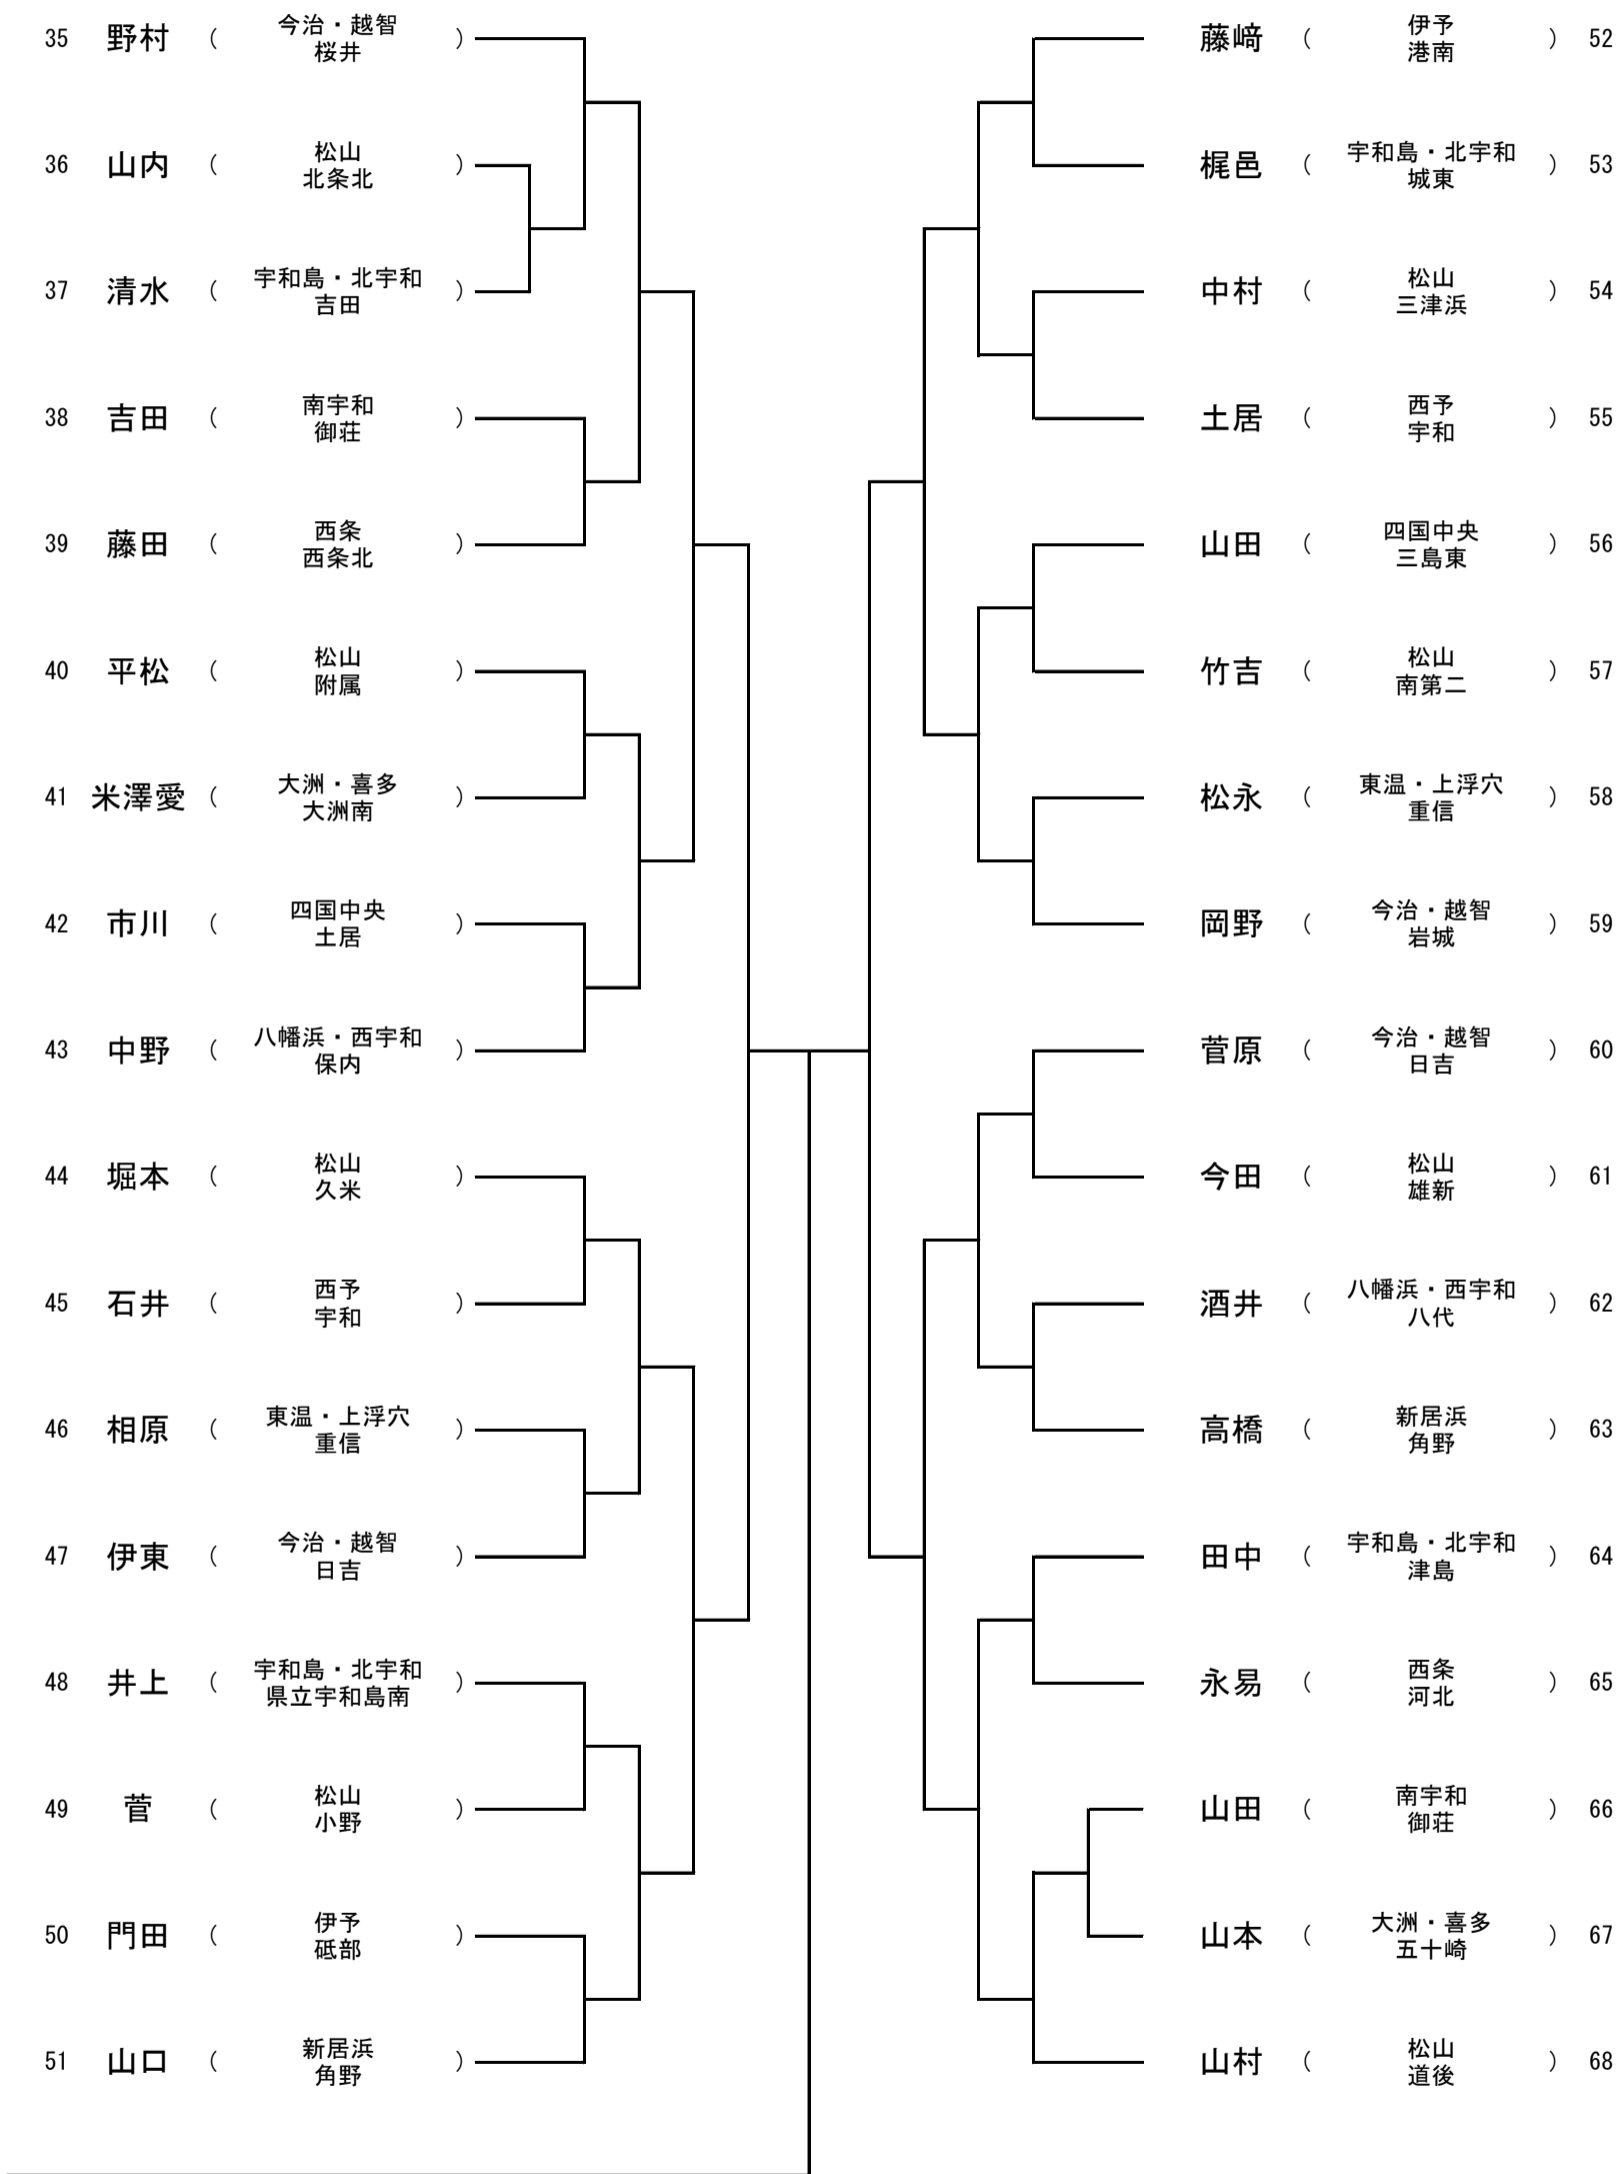 35 野村 ( 今治・越智 )
桜井
36 山内 ( 松山 )
北条北
37 清水 ( 宇和島・北宇和 )
吉田
38 吉田 ( 南宇和 )
御荘
39 藤田 ( 西条 )
西条北
40 平松 ( 松山 )
附属
41 米澤愛 ( 大洲・喜多 )
大洲南
42 市川 ( 四国中央 )
土居
43 中野 ( 八幡浜・西宇和 )
保内
44 堀本 ( 松山 )
久米
45 石井 ( 西予 )
宇和
46 相原 ( 東温・上浮穴 )
重信
47 伊東 ( 今治・越智 )
日吉
48 井上 ( 宇和島・北宇和 )
県立宇和島南
49 菅 ( 松山 )
小野
50 門田 ( 伊予 )
砥部
51 山口 ( 新居浜 )
角野
藤﨑 ( 伊予 ) 52
港南
梶邑 ( 宇和島・北宇和 ) 53
城東
中村 ( 松山 ) 54
三津浜
土居 ( 西予 ) 55
宇和
山田 ( 四国中央 ) 56
三島東
竹吉 ( 松山 ) 57
南第二
松永 ( 東温・上浮穴 ) 58
重信
岡野 ( 今治・越智 ) 59
岩城
菅原 ( 今治・越智 ) 60
日吉
今田 ( 松山 ) 61
雄新
酒井 ( 八幡浜・西宇和 ) 62
八代
高橋 ( 新居浜 ) 63
角野
田中 ( 宇和島・北宇和 ) 64
津島
永易 ( 西条 ) 65
河北
山田 ( 南宇和 ) 66
御荘
山本 ( 大洲・喜多 ) 67
五十崎
山村 ( 松山 ) 68
道後